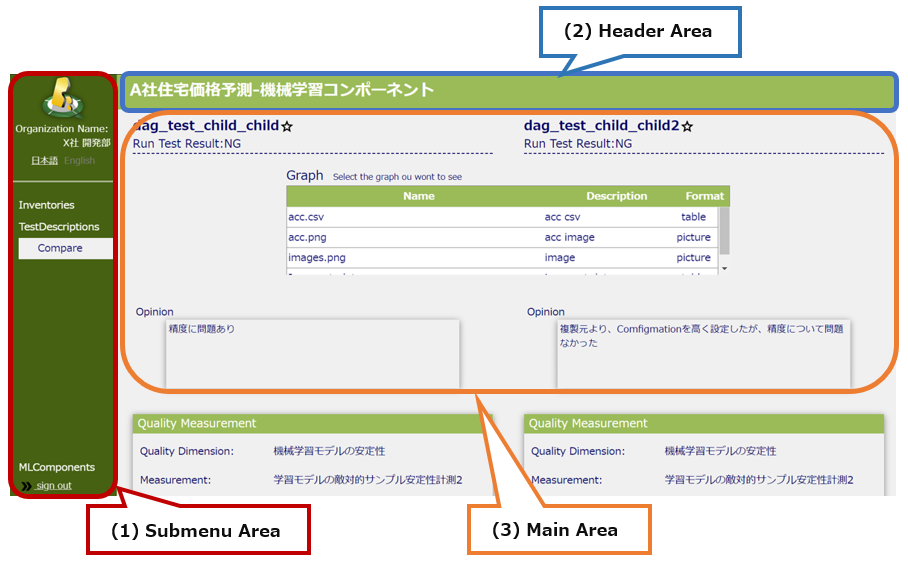 (2) Header Area
A社住宅価格予測-機械学習コンポーネント
Organization Name:
X社 開発部
日本語 English
Inventories
TestDescriptions
Compare
MLComponents
sign out
dag_test_child_child☆
Run Test Result:NG
dag_test_child_child2☆
Run Test Result:NG
Graph Select the graph ou wont to see
Name Description Format
acc.csv acc csv table
acc.png acc image picture
images.png image picture
Opinion
精度に問題あり
Opinion
複製元より、Comfigmationを高く設定したが、精度について問題
なかった
Quality Measurement
Quality Dimension: 機械学習モデルの安定性
Measurement: 学習モデルの敵対的サンプル安定性計測2
Quality Measurement
Quality Dimension: 機械学習モデルの安定性
Measurement: 学習モデルの敵対的サンプル安定性計測2
(1) Submenu Area
(3) Main Area